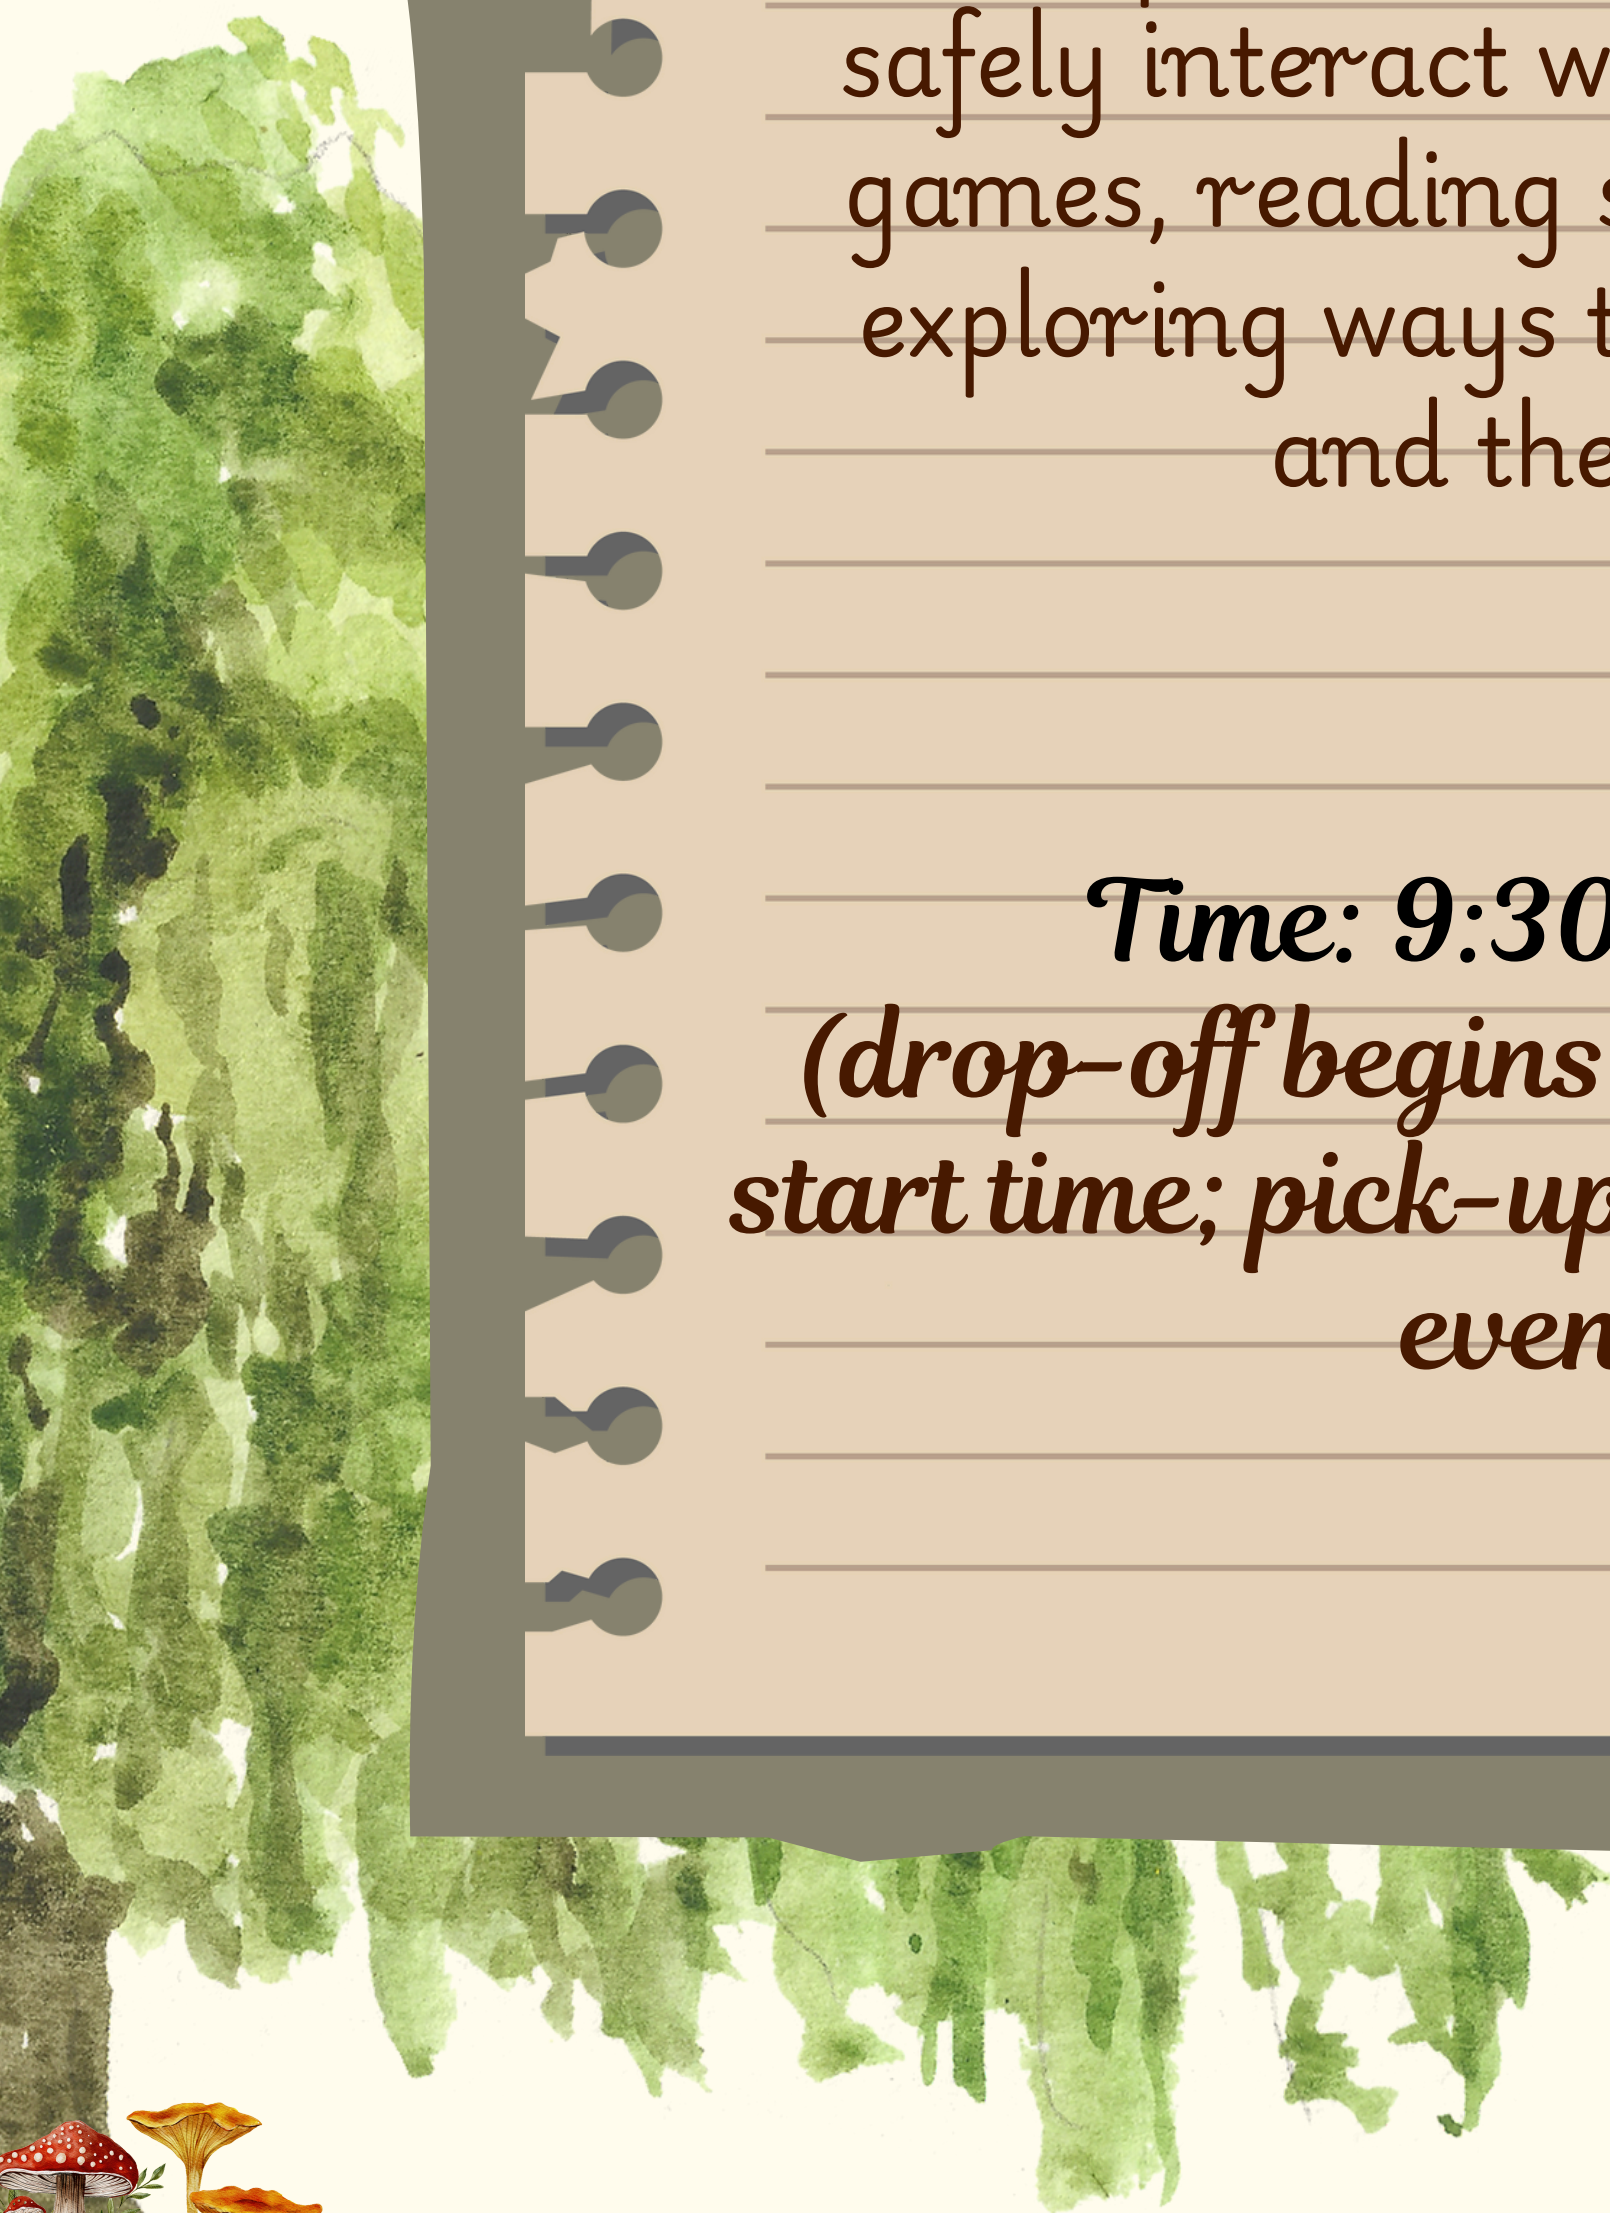 safely interact w
games, reading s
exploring ways t
and the
Time: 9:30
(drop-off begins
start time; pick-up
even